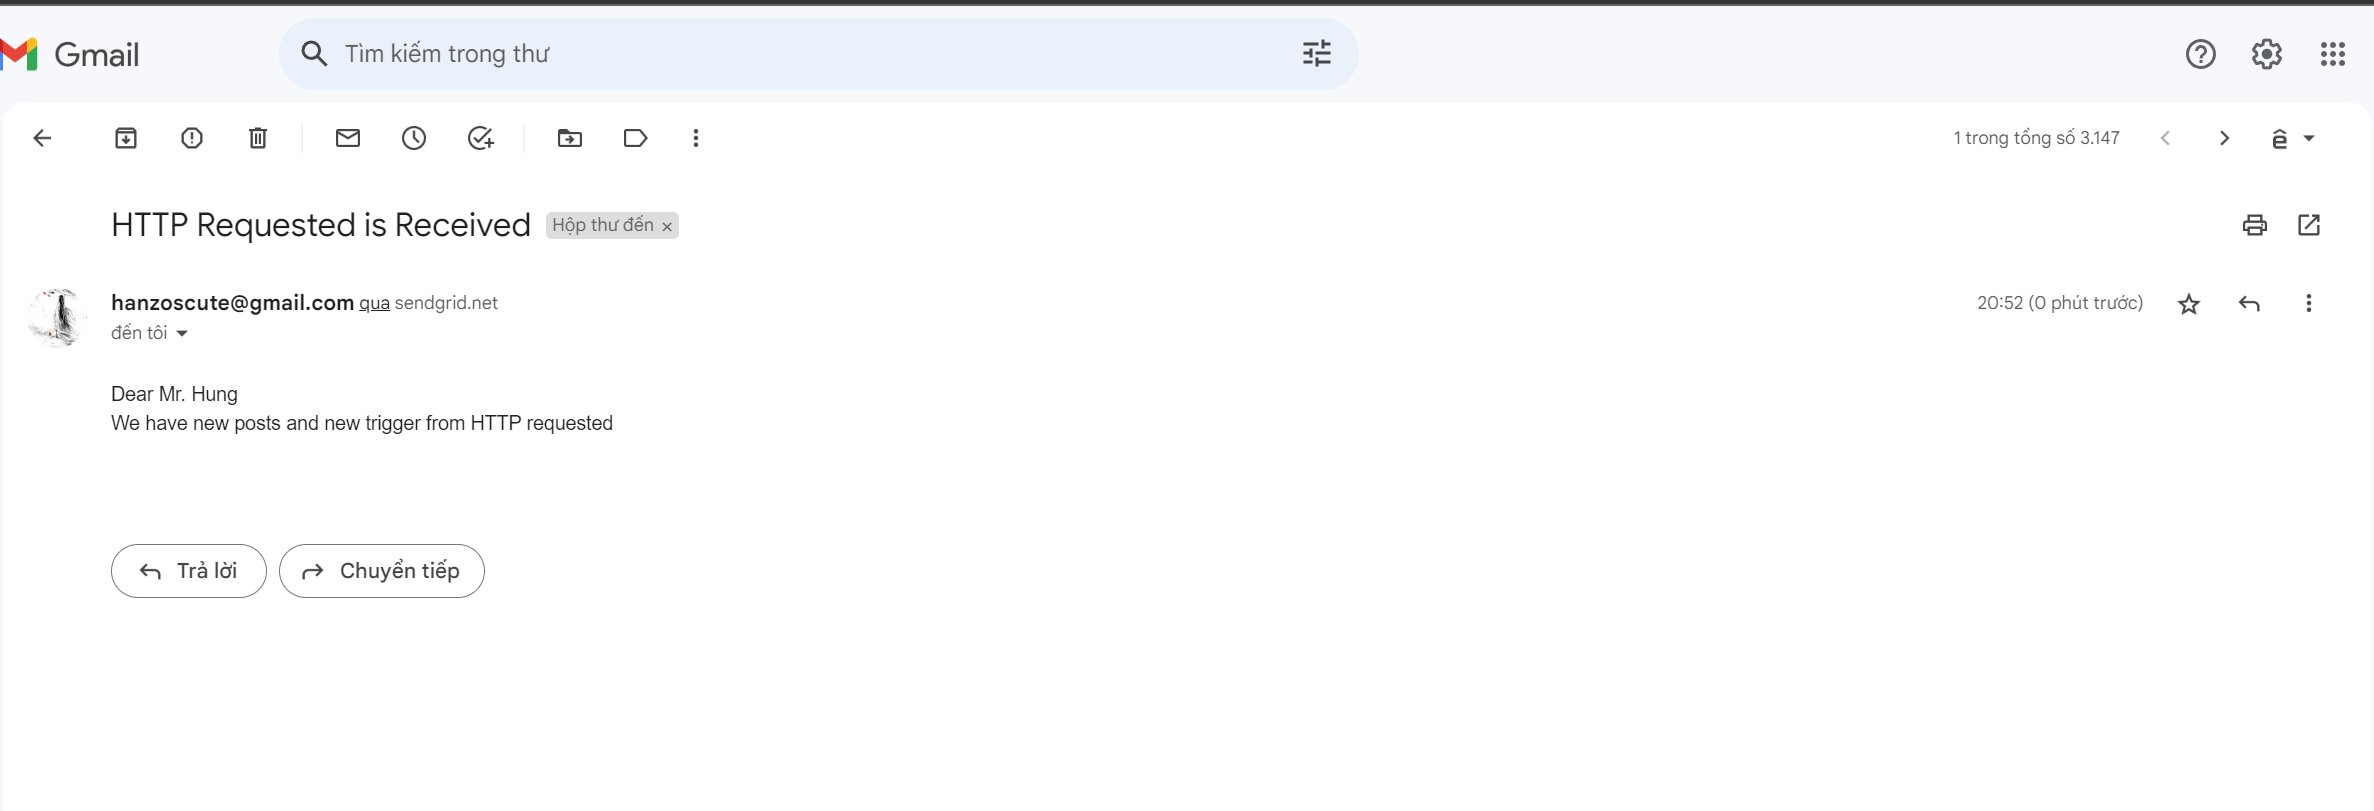 Gmail
Tìm kiếm trong thư
1 trong tổng số 3.147
ê
HTTP Requested is Received Hộp thư đến ×
hanzoscute@gmail.com qua sendgrid.net
20:52 (0 phút trước)
đến tôi
Dear Mr. Hung
We have new posts and new trigger from HTTP requested
Trả lời
Chuyển tiếp